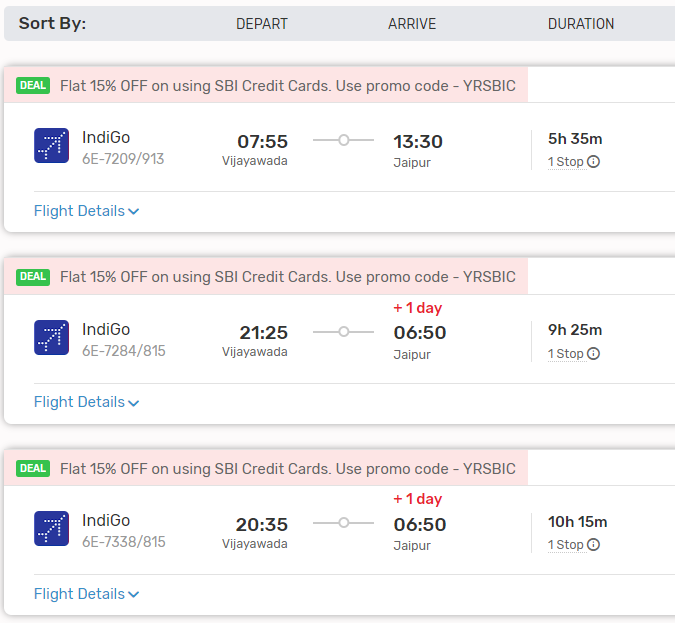 Sort By: DEPART ARRIVE DURATION
DEAL Flat 15% OFF on using SBI Credit Cards. Use promo code - YRSBIC
IndiGo 07:55 13:30 5h 35m
6E-7209/913 Vijayawada Jaipur 1 Stop
Flight Details
DEAL Flat 15% OFF on using SBI Credit Cards. Use promo code - YRSBIC
+ 1 day
IndiGo 21:25 06:50 9h 25m
6E-7284/815 Vijayawada Jaipur 1 Stop
Flight Details
DEAL Flat 15% OFF on using SBI Credit Cards. Use promo code - YRSBIC
+ 1 day
IndiGo 20:35 06:50 10h 15m
6E-7338/815 Vijayawada Jaipur 1 Stop
Flight Details